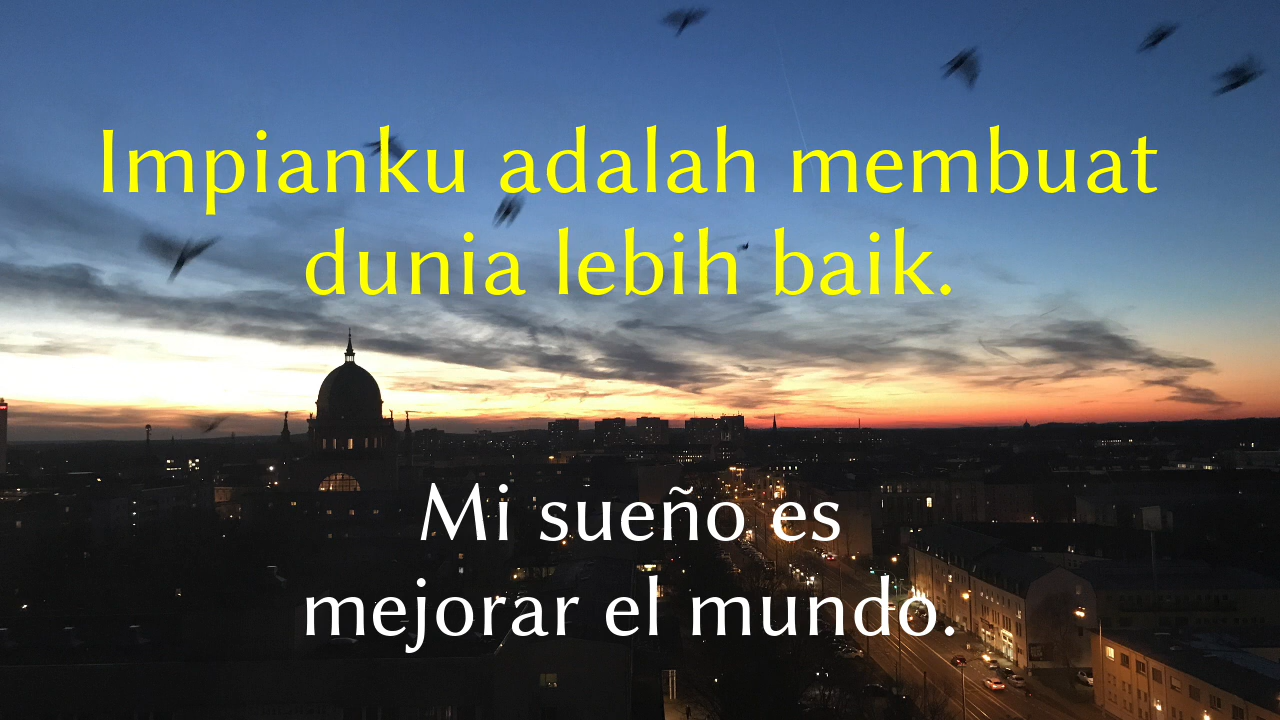 Impianku adalah membuat
dunia lebih baik.
Mi sueño es
mejorar el mundo.